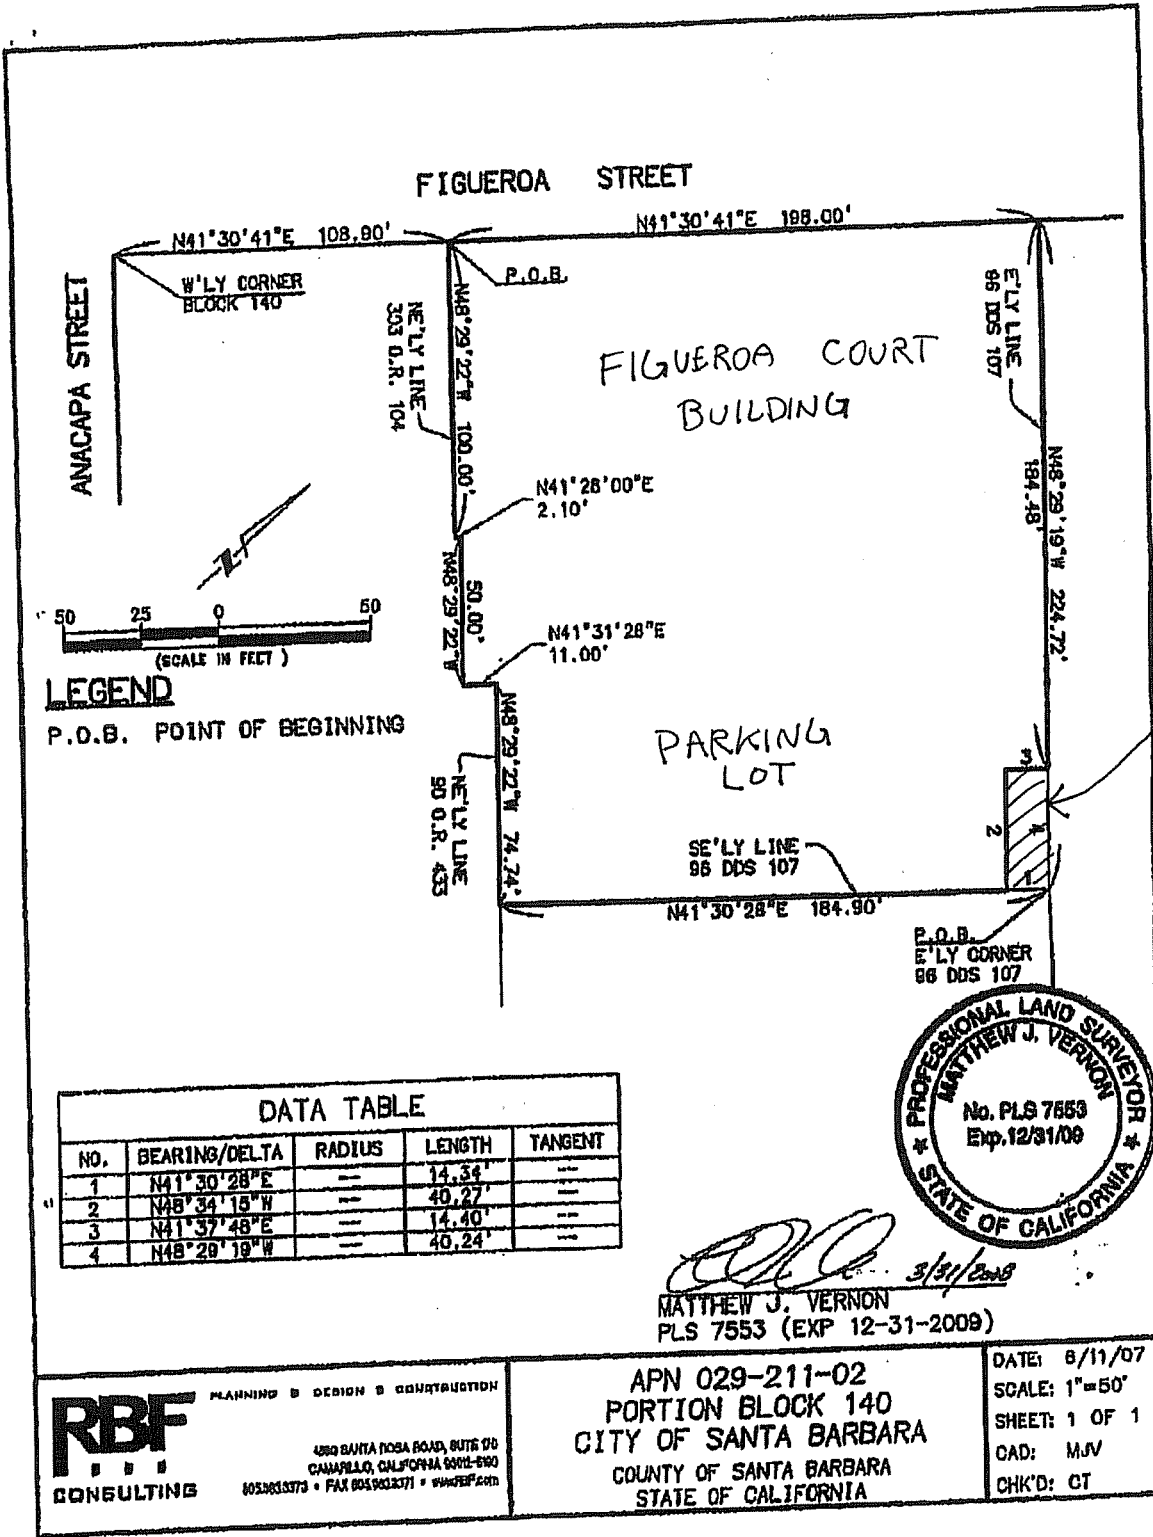 FIGUEROA STREET
N41°30'41"E 108.90'
N41°30'41"E 198.00'
W'LY CORNER
BLOCK 140
P.O.B.
ANACAPA STREET
NE'LY LINE
303 O.R. 104
N48°29'22"W 100.00'
E'LY LINE
96 DDS 107
FIGUEROA COURT
BUILDING
N41°28'00"E
2.10'
N48°29'19"W 224.72'
184.48'
N48°29'22"W
50.00'
N41°31'28"E
11.00'
50 25 0 50
(SCALE IN FEET)
LEGEND
P.O.B. POINT OF BEGINNING
N48°29'22"W 74.74'
NE'LY LINE
90 O.R. 433
PARKING
LOT
3
2
4
1
SE'LY LINE
96 DDS 107
N41°30'28"E 184.90'
P.O.B.
E'LY CORNER
96 DDS 107
PROFESSIONAL LAND SURVEYOR
MATTHEW J. VERNON
No. PLS 7553
Exp. 12/31/09
STATE OF CALIFORNIA
DATA TABLE
NO. BEARING/DELTA RADIUS LENGTH TANGENT
1 N41°30'28"E -- 14.34' --
2 N48°34'15"W -- 40.27' --
3 N41°37'48"E -- 14.40' --
4 N48°29'19"W -- 40.24' --
3/31/2008
MATTHEW J. VERNON
PLS 7553 (EXP 12-31-2009)
PLANNING DESIGN CONSTRUCTION
RBF
CONSULTING
4880 SANTA ROSA ROAD, SUITE 170
CAMARILLO, CALIFORNIA
APN 029-211-02
PORTION BLOCK 140
CITY OF SANTA BARBARA
COUNTY OF SANTA BARBARA
STATE OF CALIFORNIA
DATE: 6/11/07
SCALE: 1"=50'
SHEET: 1 OF 1
CAD: MJV
CHK'D: CT